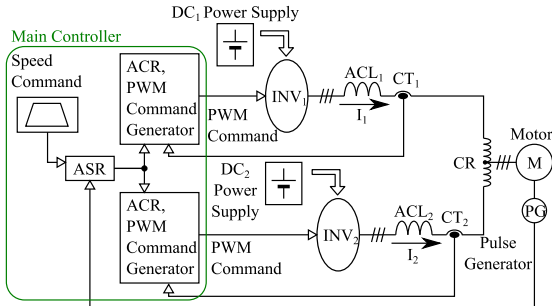 DC₁ Power Supply
Main Controller
Speed
Command
ACR,
PWM
Command
Generator
PWM
Command
INV₁
ACL₁
CT₁
I₁
ASR
DC₂
Power
Supply
CR
Motor
M
PG
ACR,
PWM
Command
Generator
PWM
Command
INV₂
ACL₂
CT₂
I₂
Pulse
Generator